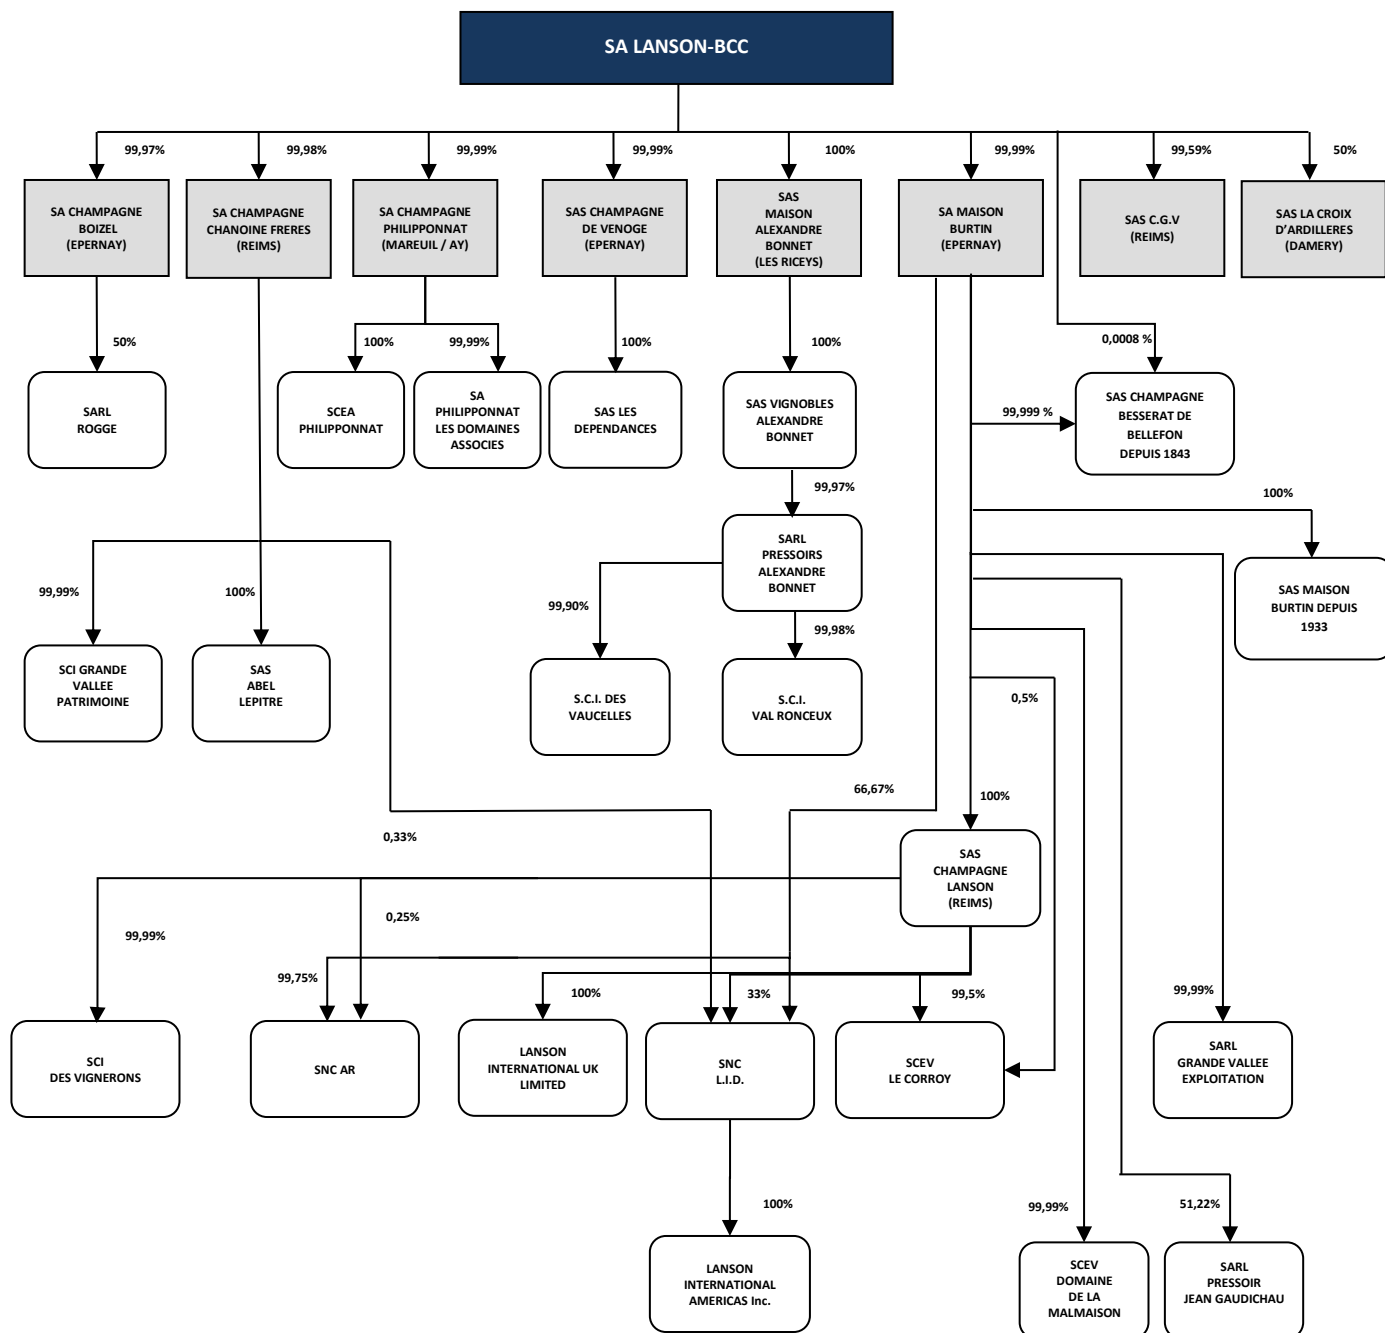 SA LANSON-BCC
99,97%
99,98%
99,99%
99,99%
100%
99,99%
99,59%
50%
SA CHAMPAGNE
BOIZEL
(EPERNAY)
SA CHAMPAGNE
CHANOINE FRERES
(REIMS)
SA CHAMPAGNE
PHILIPPONNAT
(MAREUIL / AY)
SAS CHAMPAGNE
DE VENOGE
(EPERNAY)
SAS
MAISON
ALEXANDRE
BONNET
(LES RICEYS)
SA MAISON
BURTIN
(EPERNAY)
SAS C.G.V
(REIMS)
SAS LA CROIX
D'ARDILLERES
(DAMERY)
50%
100%
99,99%
100%
100%
0,0008 %
SARL
ROGGE
SCEA
PHILIPPONNAT
SA
PHILIPPONNAT
LES DOMAINES
ASSOCIES
SAS LES
DEPENDANCES
SAS VIGNOBLES
ALEXANDRE
BONNET
99,999 %
SAS CHAMPAGNE
BESSERAT DE
BELLEFON
DEPUIS 1843
99,97%
100%
SARL
PRESSOIRS
ALEXANDRE
BONNET
SAS MAISON
BURTIN DEPUIS
1933
99,99%
100%
99,90%
99,98%
SCI GRANDE
VALLEE
PATRIMOINE
SAS
ABEL
LEPITRE
S.C.I. DES
VAUCELLES
S.C.I.
VAL RONCEUX
0,5%
66,67%
100%
0,33%
SAS
CHAMPAGNE
LANSON
(REIMS)
0,25%
99,99%
99,75%
100%
33%
99,5%
99,99%
SCI
DES VIGNERONS
SNC AR
LANSON
INTERNATIONAL UK
LIMITED
SNC
L.I.D.
SCEV
LE CORROY
SARL
GRANDE VALLEE
EXPLOITATION
100%
99,99%
51,22%
LANSON
INTERNATIONAL
AMERICAS Inc.
SCEV
DOMAINE
DE LA
MALMAISON
SARL
PRESSOIR
JEAN GAUDICHAU